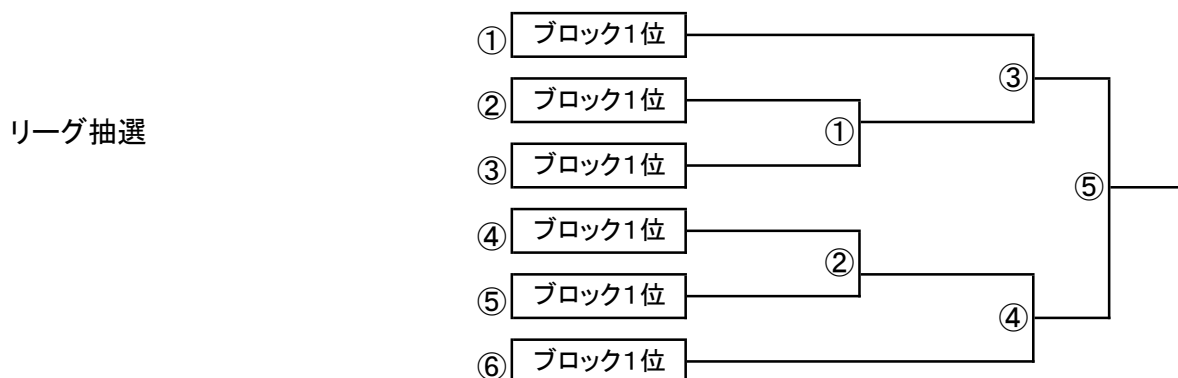 ① ブロック1位
③
② ブロック1位
リーグ抽選
①
③ ブロック1位
⑤
④ ブロック1位
②
⑤ ブロック1位
④
⑥ ブロック1位